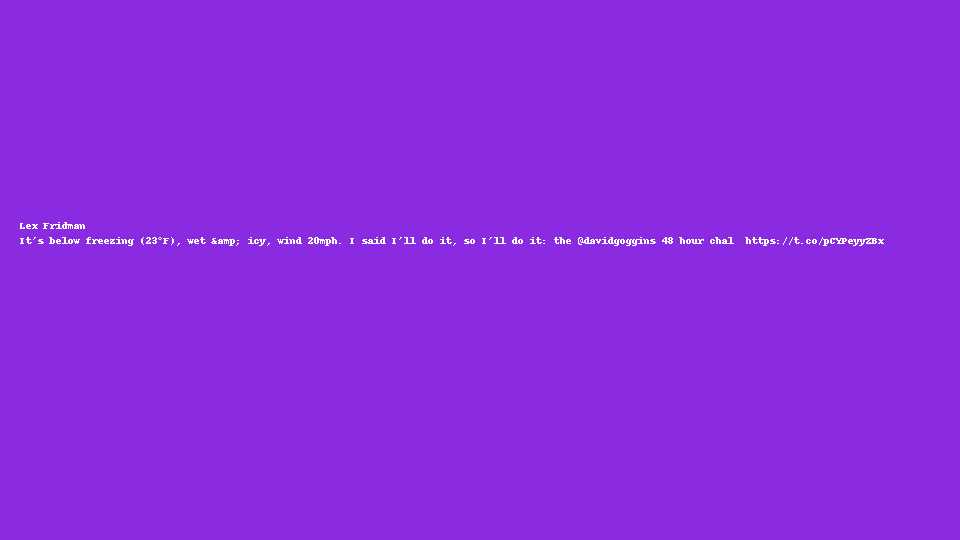 Lex Fridman
It's below freezing (23°F), wet &amp; icy, wind 20mph. I said I'll do it, so I'll do it: the @davidgoggins 48 hour chal  https://t.co/pCYPeyyZBx